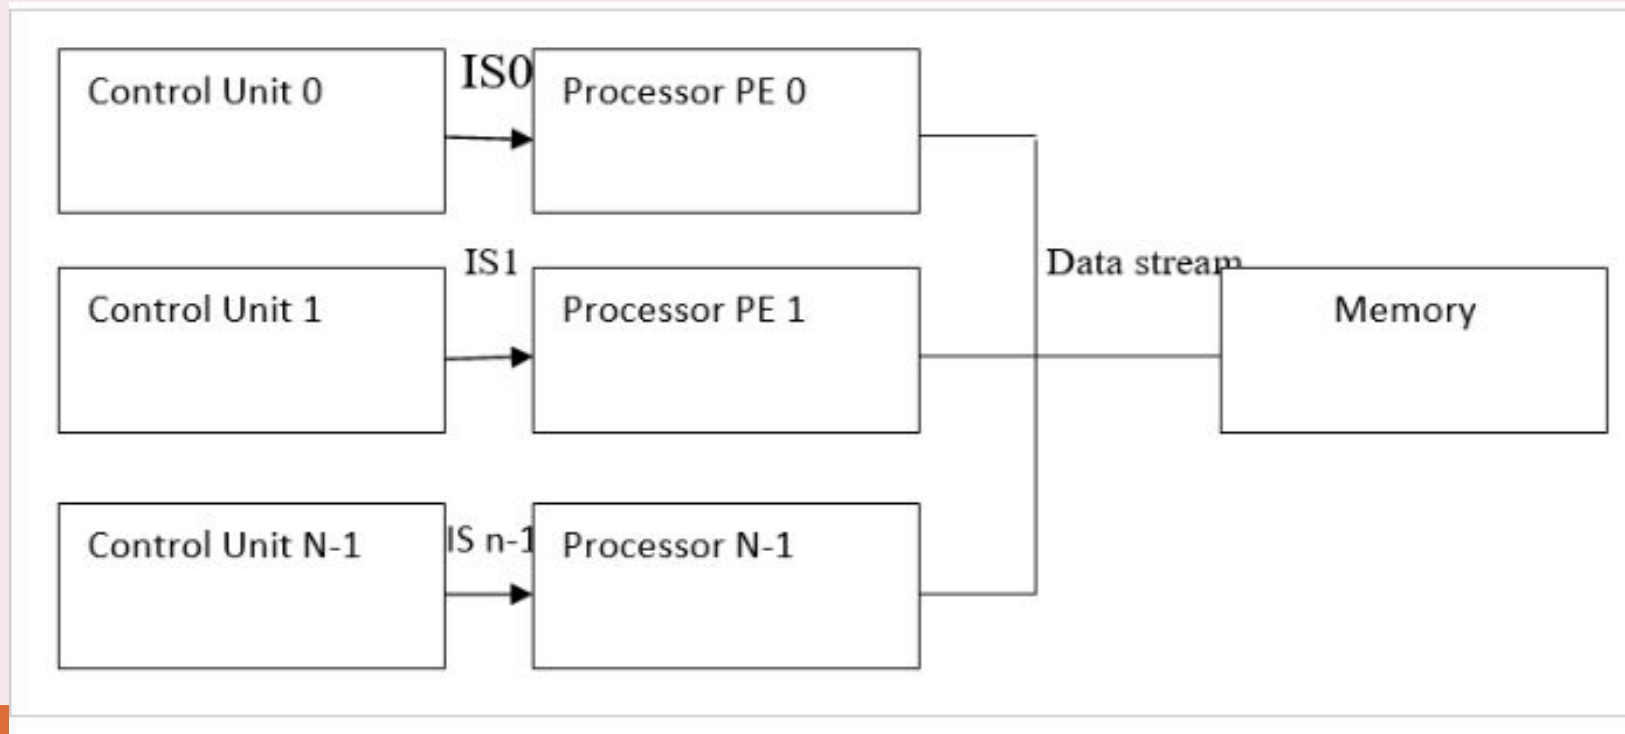 Control Unit 0
IS0
Processor PE 0
IS1
Data stream
Control Unit 1
Processor PE 1
Memory
Control Unit N-1
IS n-1
Processor N-1